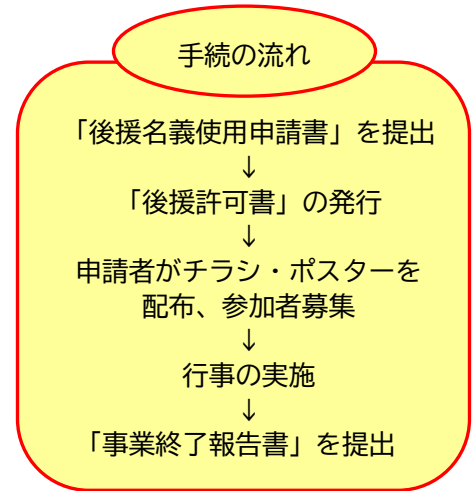 手続の流れ
「後援名義使用申請書」を提出
↓
「後援許可書」の発行
↓
申請者がチラシ・ポスターを
配布、参加者募集
↓
行事の実施
↓
「事業終了報告書」を提出